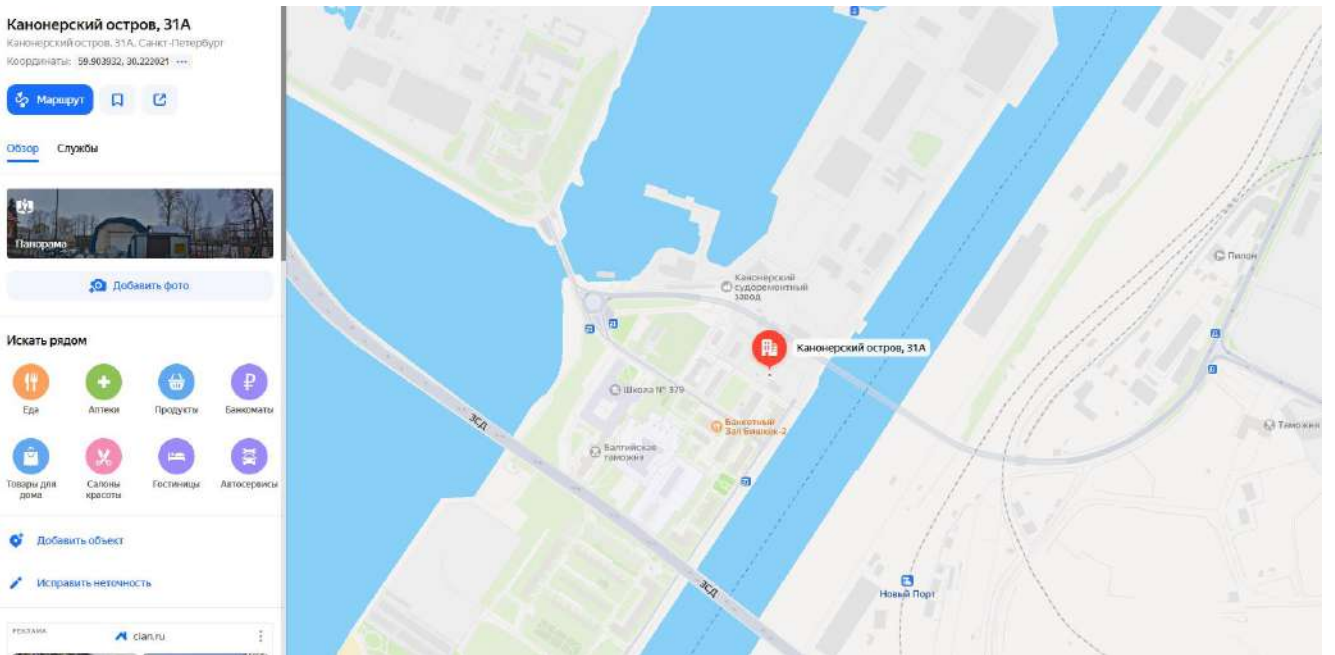 Канонерский остров, 31А
Канонерский остров, 31А, Санкт-Петербург
Координаты: 59.903932, 30.222021 ···
Маршрут
Обзор
Службы
Панорама
Добавить фото
Искать рядом
Еда
Аптеки
Продукты
Банкоматы
Товары для дома
Салоны красоты
Гостиницы
Автосервисы
Добавить объект
Исправить неточность
РЕКЛАМА
cian.ru
Канонерский
судоремонтный
завод
Канонерский остров, 31А
Школа № 379
Банкетный
Зал Бишкек-2
Балтийская
таможня
ЗСД
ЗСД
Новый Порт
Пилон
Таможня